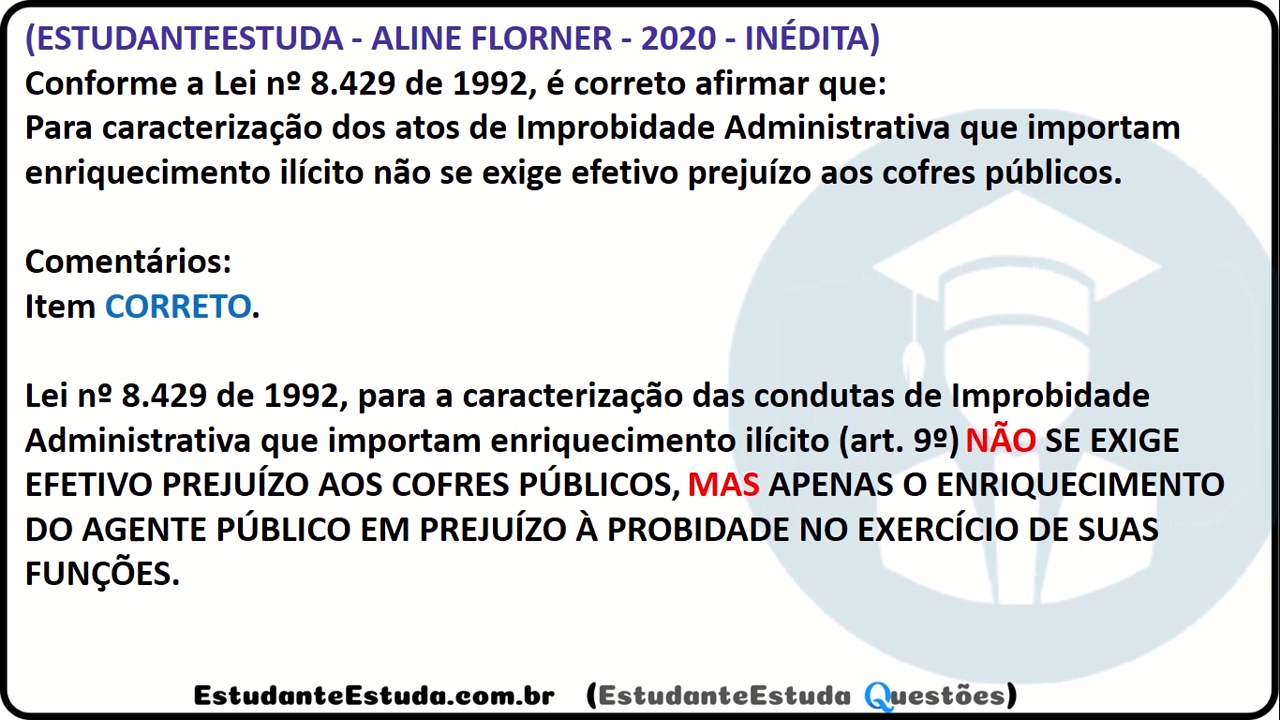 (ESTUDANTEESTUDA - ALINE FLORNER - 2020 - INÉDITA)
Conforme a Lei nº 8.429 de 1992, é correto afirmar que:
Para caracterização dos atos de Improbidade Administrativa que importam
enriquecimento ilícito não se exige efetivo prejuízo aos cofres públicos.
Comentários:
Item CORRETO.
Lei nº 8.429 de 1992, para a caracterização das condutas de Improbidade
Administrativa que importam enriquecimento ilícito (art. 9º) NÃO SE EXIGE
EFETIVO PREJUÍZO AOS COFRES PÚBLICOS, MAS APENAS O ENRIQUECIMENTO
DO AGENTE PÚBLICO EM PREJUÍZO À PROBIDADE NO EXERCÍCIO DE SUAS
FUNÇÕES.
EstudanteEstuda.com.br (EstudanteEstuda Questões)